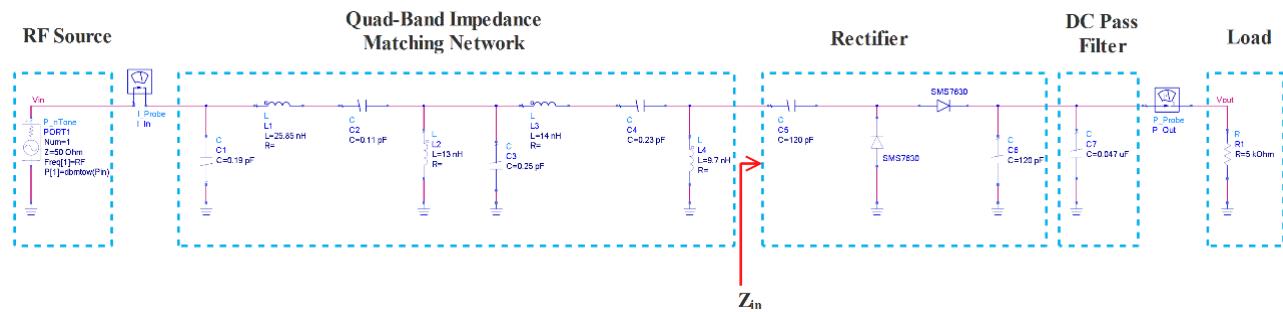 RF Source
Quad-Band Impedance
Matching Network
Rectifier
DC Pass
Filter
Load
Vin
I_Probe
I_In
P_nTone
PORT1
Num=1
Z=50 Ohm
Freq[1]=RF
P[1]=dbmtow(Pin)
C
C1
C=0.19 pF
L
L1
L=25.85 nH
R=
C
C2
C=0.11 pF
L
L2
L=13 nH
R=
L
L3
L=14 nH
R=
C
C3
C=0.25 pF
C
C4
C=0.23 pF
L
L4
L=9.7 nH
R=
Zin
C
C5
C=120 pF
SMS7630
SMS7630
C
C6
C=120 pF
C
C7
C=0.047 uF
P_Probe
P_Out
Vout
R
R1
R=5 kOhm